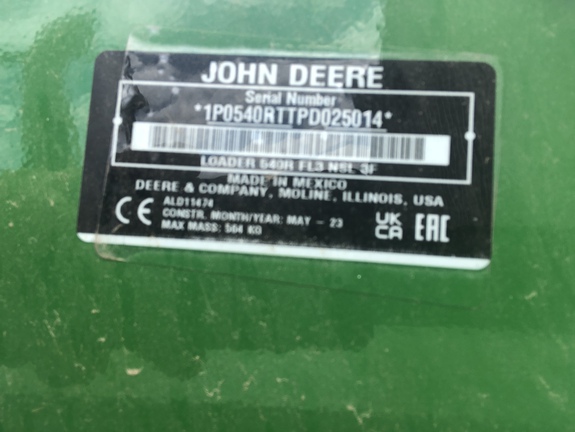 JOHN DEERE
Serial Number
*1P0540RTTPD025014*
LOADER 540R FL3 NSL 3F
MADE IN MEXICO
DEERE & COMPANY, MOLINE, ILLINOIS, USA
ALD11474
CE CONSTR. MONTH/YEAR: MAY - 23 UK CA EAC
MAX MASS: 564 KG